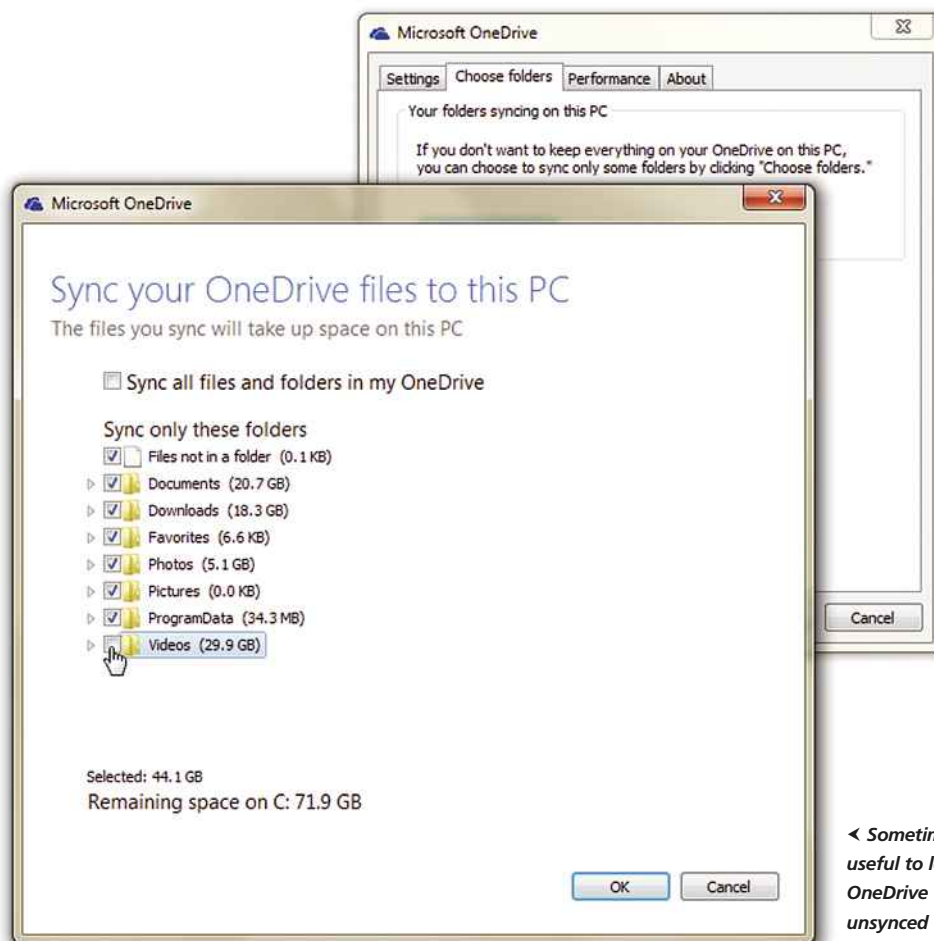 Microsoft OneDrive
Settings Choose folders Performance About
Your folders syncing on this PC
If you don't want to keep everything on your OneDrive on this PC,
you can choose to sync only some folders by clicking "Choose folders."
Cancel
Microsoft OneDrive
Sync your OneDrive files to this PC
The files you sync will take up space on this PC
Sync all files and folders in my OneDrive
Sync only these folders
Files not in a folder (0.1 KB)
Documents (20.7 GB)
Downloads (18.3 GB)
Favorites (6.6 KB)
Photos (5.1 GB)
Pictures (0.0 KB)
ProgramData (34.3 MB)
Videos (29.9 GB)
Selected: 44.1 GB
Remaining space on C: 71.9 GB
OK Cancel
useful to
OneDrive
unsynced